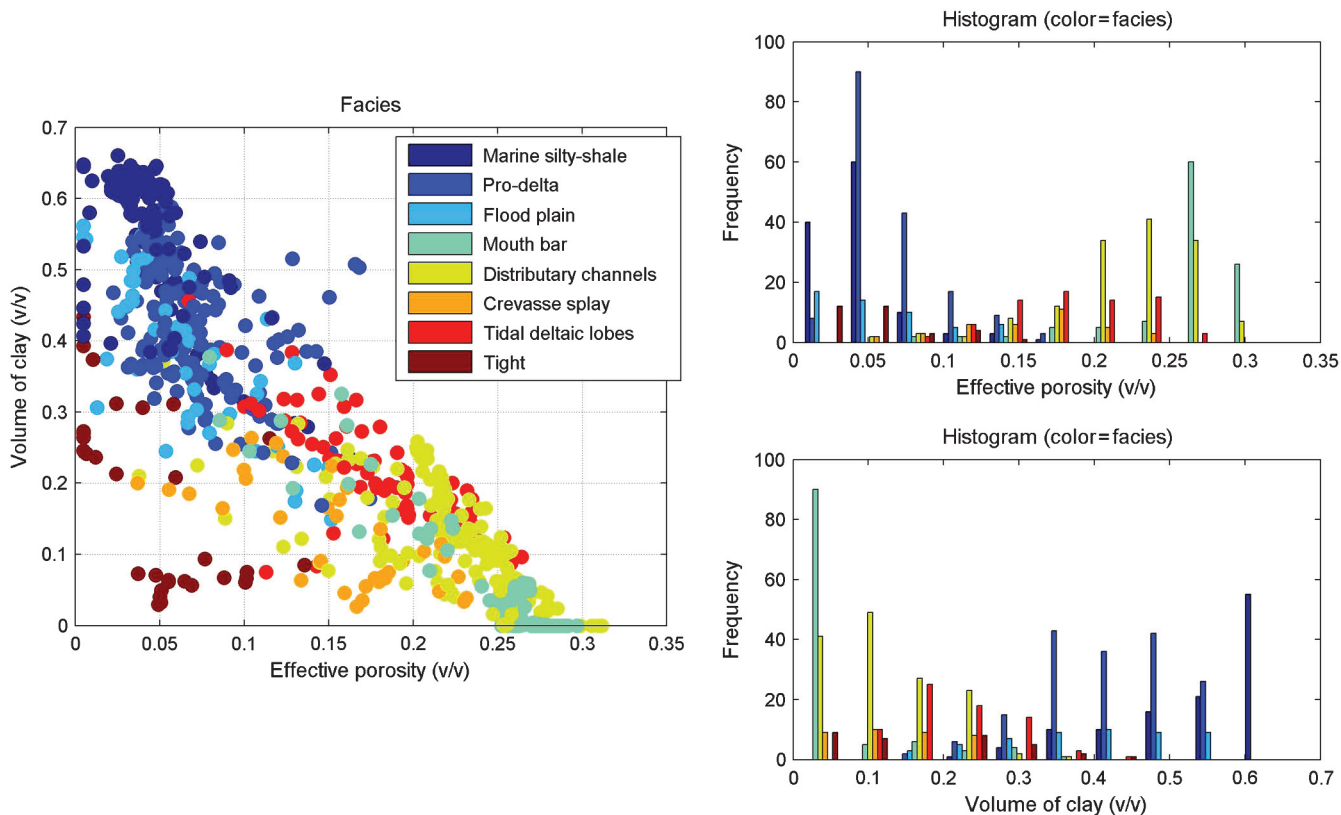 Facies
Volume of clay (v/v)
0.7
0.6
0.5
0.4
0.3
0.2
0.1
0
Marine silty-shale
Pro-delta
Flood plain
Mouth bar
Distributary channels
Crevasse splay
Tidal deltaic lobes
Tight
0 0.05 0.1 0.15 0.2 0.25 0.3 0.35
Effective porosity (v/v)
Histogram (color=facies)
Frequency
100
80
60
40
20
0
0 0.05 0.1 0.15 0.2 0.25 0.3 0.35
Effective porosity (v/v)
Histogram (color=facies)
Frequency
100
80
60
40
20
0
0 0.1 0.2 0.3 0.4 0.5 0.6 0.7
Volume of clay (v/v)